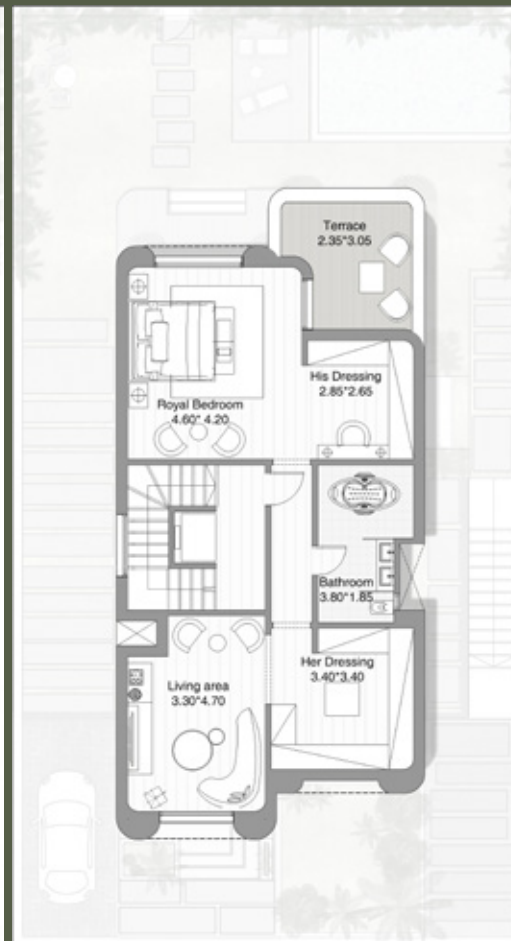 Terrace
2.35*3.05
His Dressing
2.85*2.65
Royal Bedroom
4.60* 4.20
Bathroom
3.80*1.85
Her Dressing
3.40*3.40
Living area
3.30*4.70